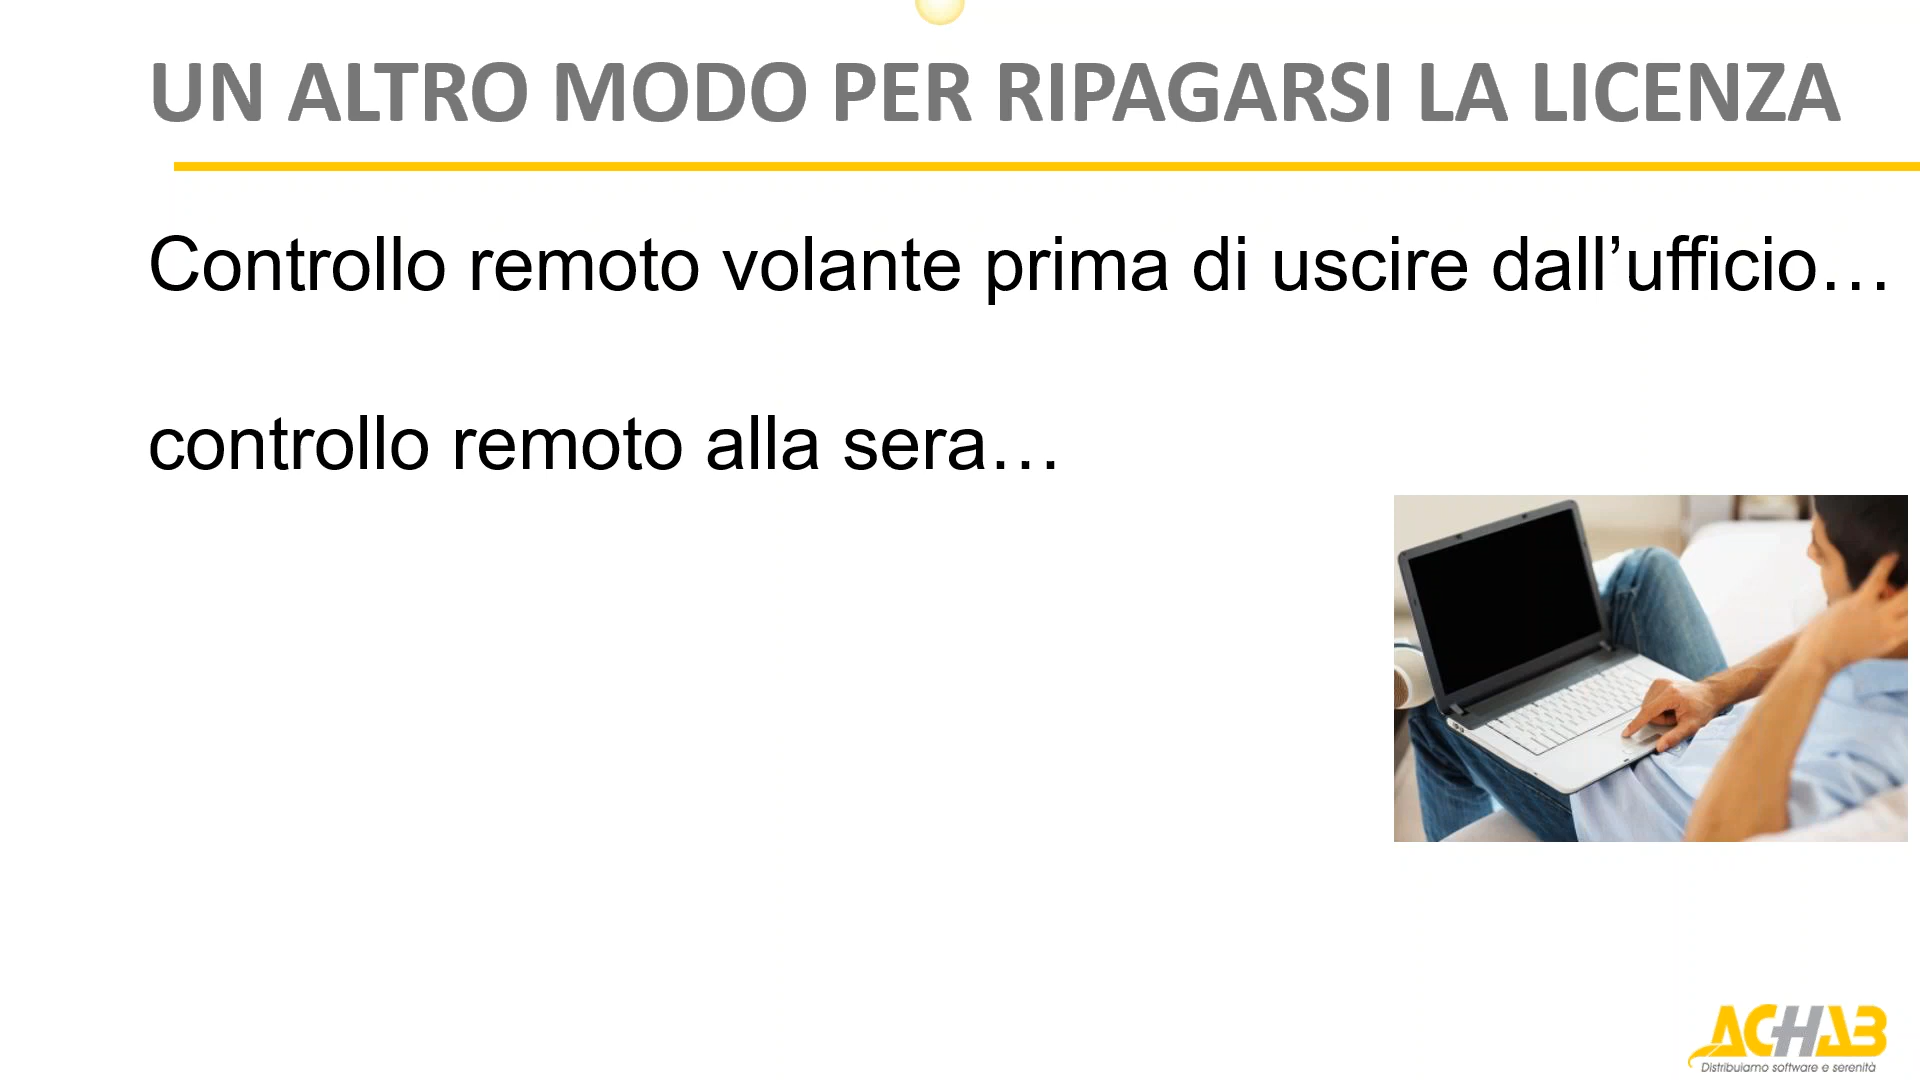 UN ALTRO MODO PER RIPAGARSI LA LICENZA
Controllo remoto volante prima di uscire dall’ufficio…
controllo remoto alla sera…
ACHAB
Distribuiamo software e serenità